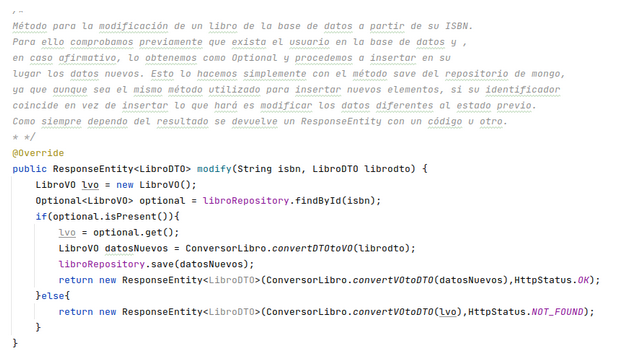 Método para la modificación de un libro de la base de datos a partir de su ISBN.
Para ello comprobamos previamente que exista el usuario en la base de datos y ,
en caso afirmativo, lo obtenemos como Optional y procedemos a insertar en su
lugar los datos nuevos. Esto lo hacemos simplemente con el método save del repositorio de mongo,
ya que aunque sea el mismo método utilizado para insertar nuevos elementos, si su identificador
coincide en vez de insertar lo que hará es modificar los datos diferentes al estado previo.
Como siempre dependo del resultado se devuelve un ResponseEntity con un código u otro.
* */
@Override
public ResponseEntity<LibroDTO> modify(String isbn, LibroDTO librodto) {
LibroVO lvo = new LibroVO();
Optional<LibroVO> optional = libroRepository.findById(isbn);
if(optional.isPresent()){
lvo = optional.get();
LibroVO datosNuevos = ConversorLibro.convertDTOtoVO(librodto);
libroRepository.save(datosNuevos);
return new ResponseEntity<LibroDTO>(ConversorLibro.convertVOtoDTO(datosNuevos),HttpStatus.OK);
}else{
return new ResponseEntity<LibroDTO>(ConversorLibro.convertVOtoDTO(lvo),HttpStatus.NOT_FOUND);
}
}